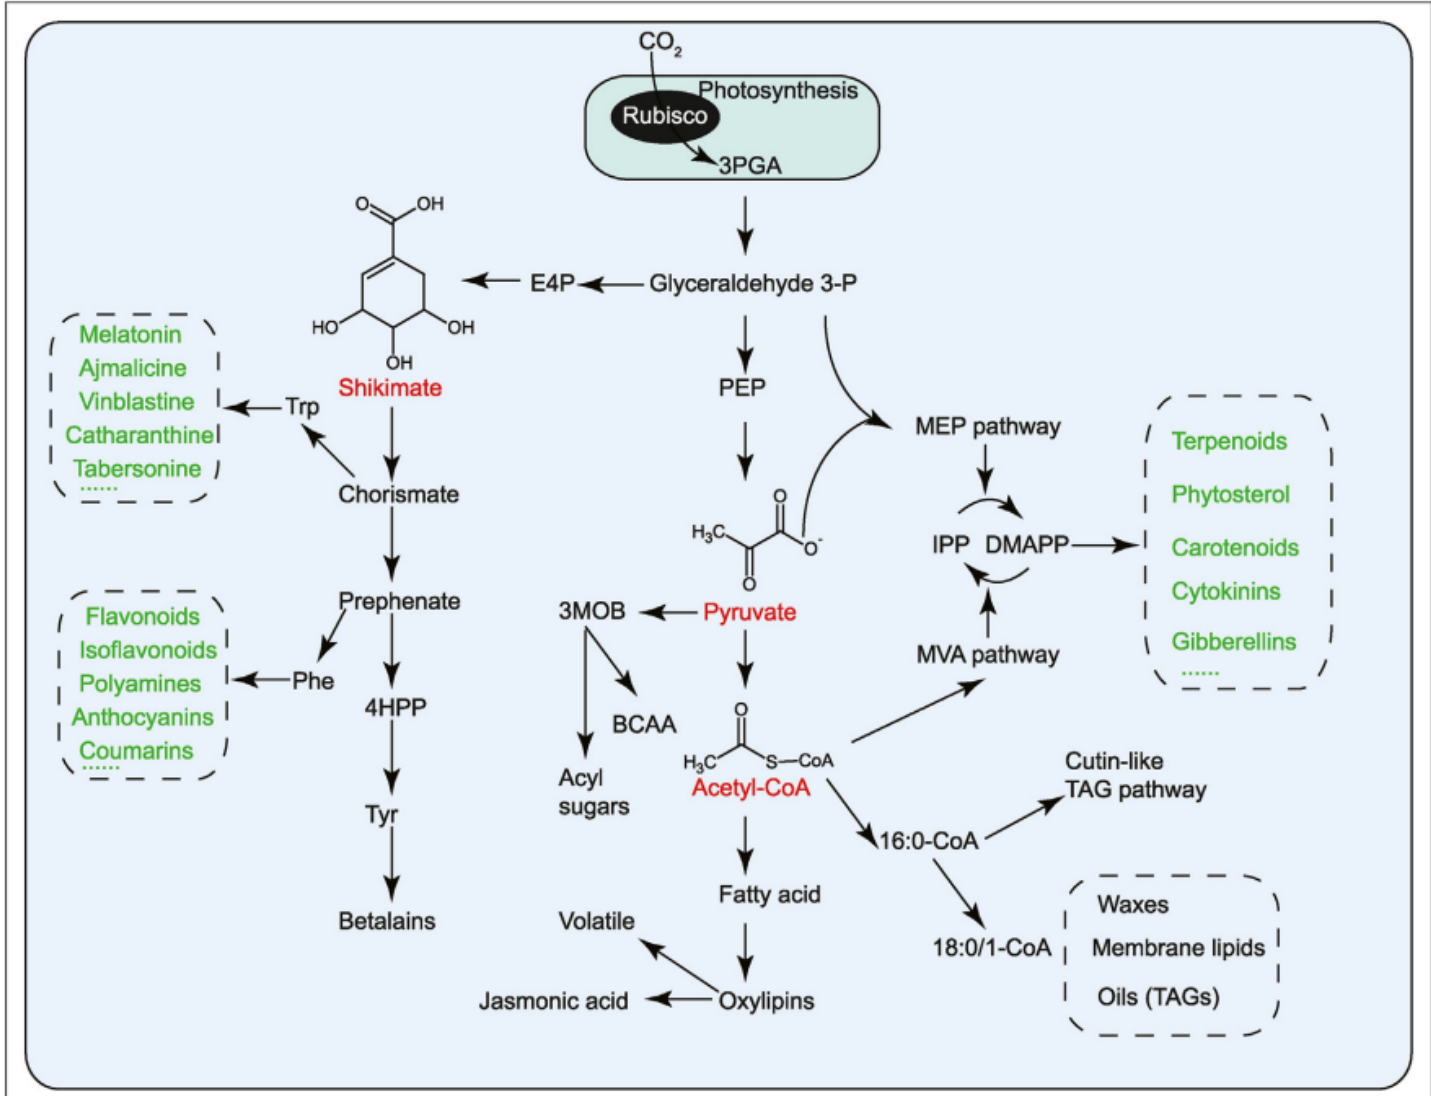 CO2
Photosynthesis
Rubisco
3PGA
O
OH
HO
OH
OH
Shikimate
E4P
Glyceraldehyde 3-P
Melatonin
Ajmalicine
Vinblastine
Catharanthine
Tabersonine
......
Trp
PEP
MEP pathway
Terpenoids
Phytosterol
Carotenoids
Cytokinins
Gibberellins
......
Chorismate
O
H3C
O-
O
IPP DMAPP
Prephenate
3MOB
Pyruvate
MVA pathway
Flavonoids
Isoflavonoids
Polyamines
Anthocyanins
Coumarins
......
Phe
4HPP
BCAA
O
H3C
S—CoA
Acetyl-CoA
Acyl
sugars
Cutin-like
TAG pathway
Tyr
16:0-CoA
Fatty acid
Betalains
Volatile
18:0/1-CoA
Waxes
Membrane lipids
Oils (TAGs)
Jasmonic acid
Oxylipins